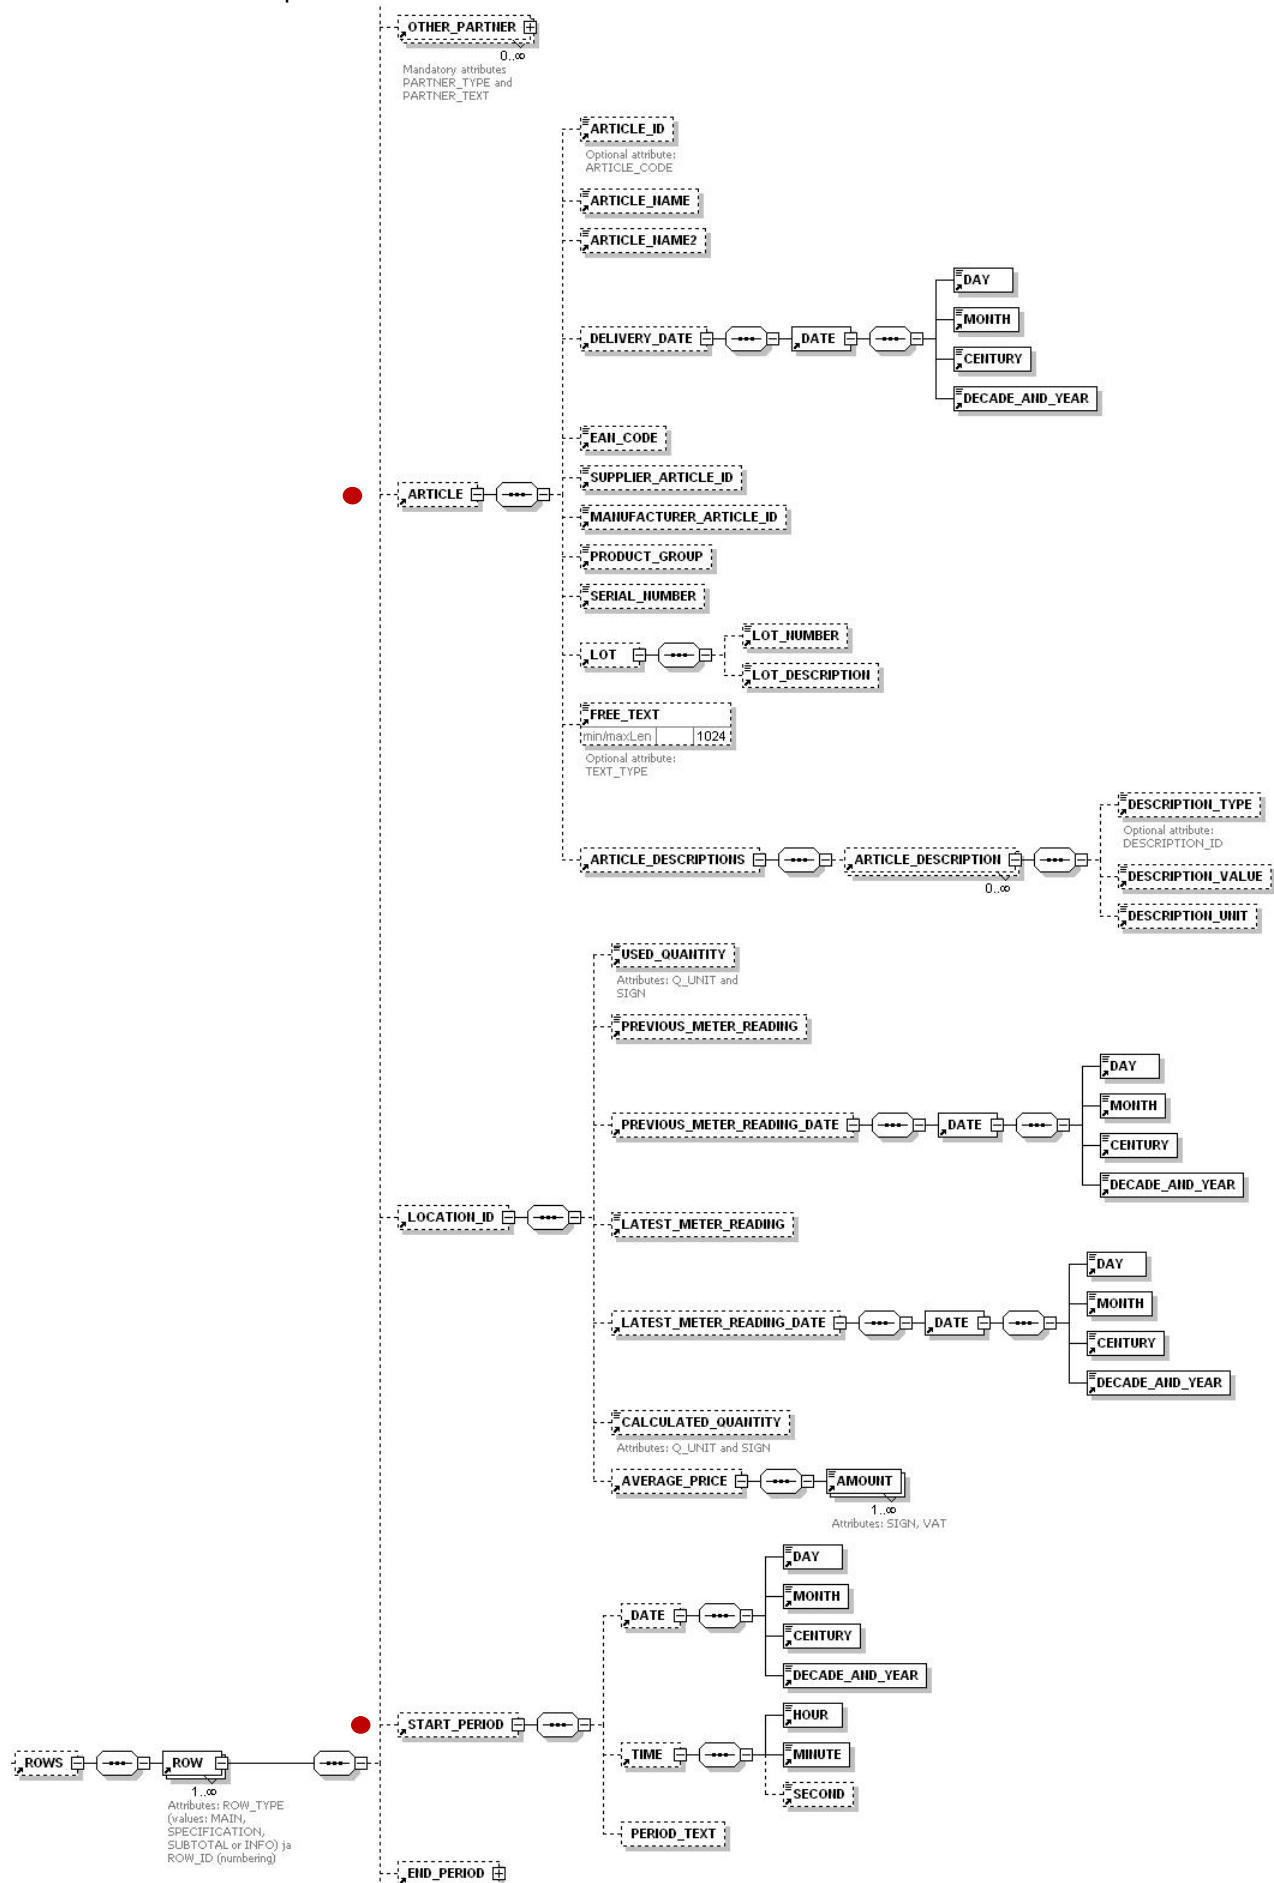 OTHER_PARTNER
0..∞
Mandatory attributes
PARTNER_TYPE and
PARTNER_TEXT
ARTICLE_ID
Optional attribute:
ARTICLE_CODE
ARTICLE_NAME
ARTICLE_NAME2
DAY
MONTH
DELIVERY_DATE
DATE
CENTURY
DECADE_AND_YEAR
EAN_CODE
SUPPLIER_ARTICLE_ID
ARTICLE
MANUFACTURER_ARTICLE_ID
PRODUCT_GROUP
SERIAL_NUMBER
LOT_NUMBER
LOT
LOT_DESCRIPTION
FREE_TEXT
min/maxLen 1024
Optional attribute:
TEXT_TYPE
DESCRIPTION_TYPE
Optional attribute:
DESCRIPTION_ID
ARTICLE_DESCRIPTIONS
ARTICLE_DESCRIPTION
0..∞
DESCRIPTION_VALUE
DESCRIPTION_UNIT
USED_QUANTITY
Attributes: Q_UNIT and
SIGN
PREVIOUS_METER_READING
DAY
MONTH
PREVIOUS_METER_READING_DATE
DATE
CENTURY
DECADE_AND_YEAR
LOCATION_ID
LATEST_METER_READING
DAY
MONTH
LATEST_METER_READING_DATE
DATE
CENTURY
DECADE_AND_YEAR
CALCULATED_QUANTITY
Attributes: Q_UNIT and SIGN
AVERAGE_PRICE
AMOUNT
1..∞
Attributes: SIGN, VAT
DAY
MONTH
DATE
CENTURY
DECADE_AND_YEAR
START_PERIOD
HOUR
TIME
MINUTE
SECOND
ROWS
ROW
1..∞
Attributes: ROW_TYPE
(values: MAIN,
SPECIFICATION,
SUBTOTAL or INFO) ja
ROW_ID (numbering)
PERIOD_TEXT
END_PERIOD